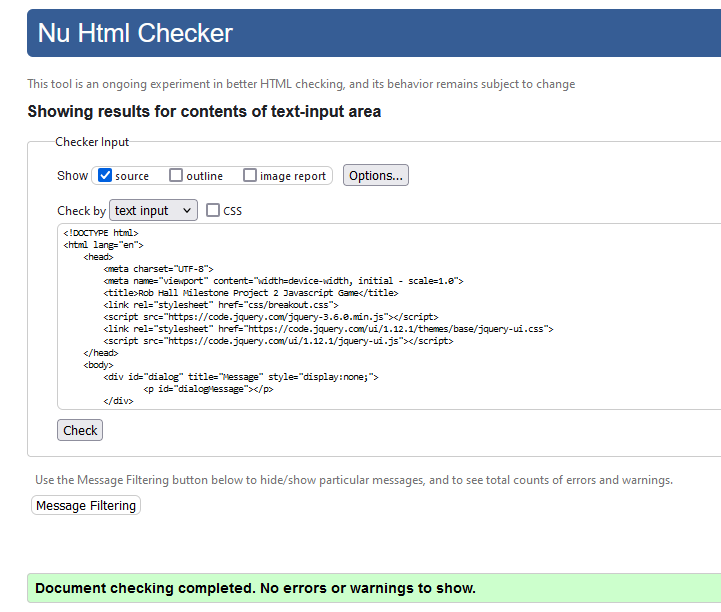 Nu Html Checker
This tool is an ongoing experiment in better HTML checking, and its behavior remains subject to change
Showing results for contents of text-input area
Checker Input
Show source outline image report Options...
Check by text input CSS
<!DOCTYPE html>
<html lang="en">
<head>
<meta charset="UTF-8">
<meta name="viewport" content="width=device-width, initial - scale=1.0">
<title>Rob Hall Milestone Project 2 Javascript Game</title>
<link rel="stylesheet" href="css/breakout.css">
<script src="https://code.jquery.com/jquery-3.6.0.min.js"></script>
<link rel="stylesheet" href="https://code.jquery.com/ui/1.12.1/themes/base/jquery-ui.css">
<script src="https://code.jquery.com/ui/1.12.1/jquery-ui.js"></script>
</head>
<body>
<div id="dialog" title="Message" style="display:none;">
<p id="dialogMessage"></p>
</div>
Check
Use the Message Filtering button below to hide/show particular messages, and to see total counts of errors and warnings.
Message Filtering
Document checking completed. No errors or warnings to show.